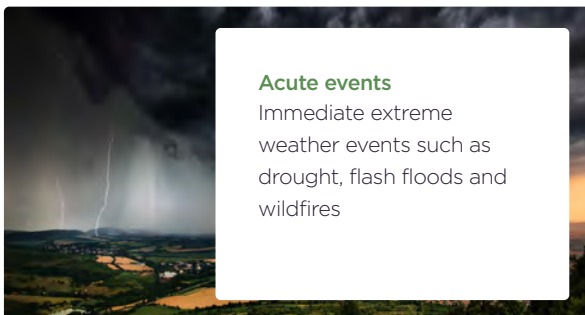 Acute events
Immediate extreme
weather events such as
drought, flash floods and
wildfires